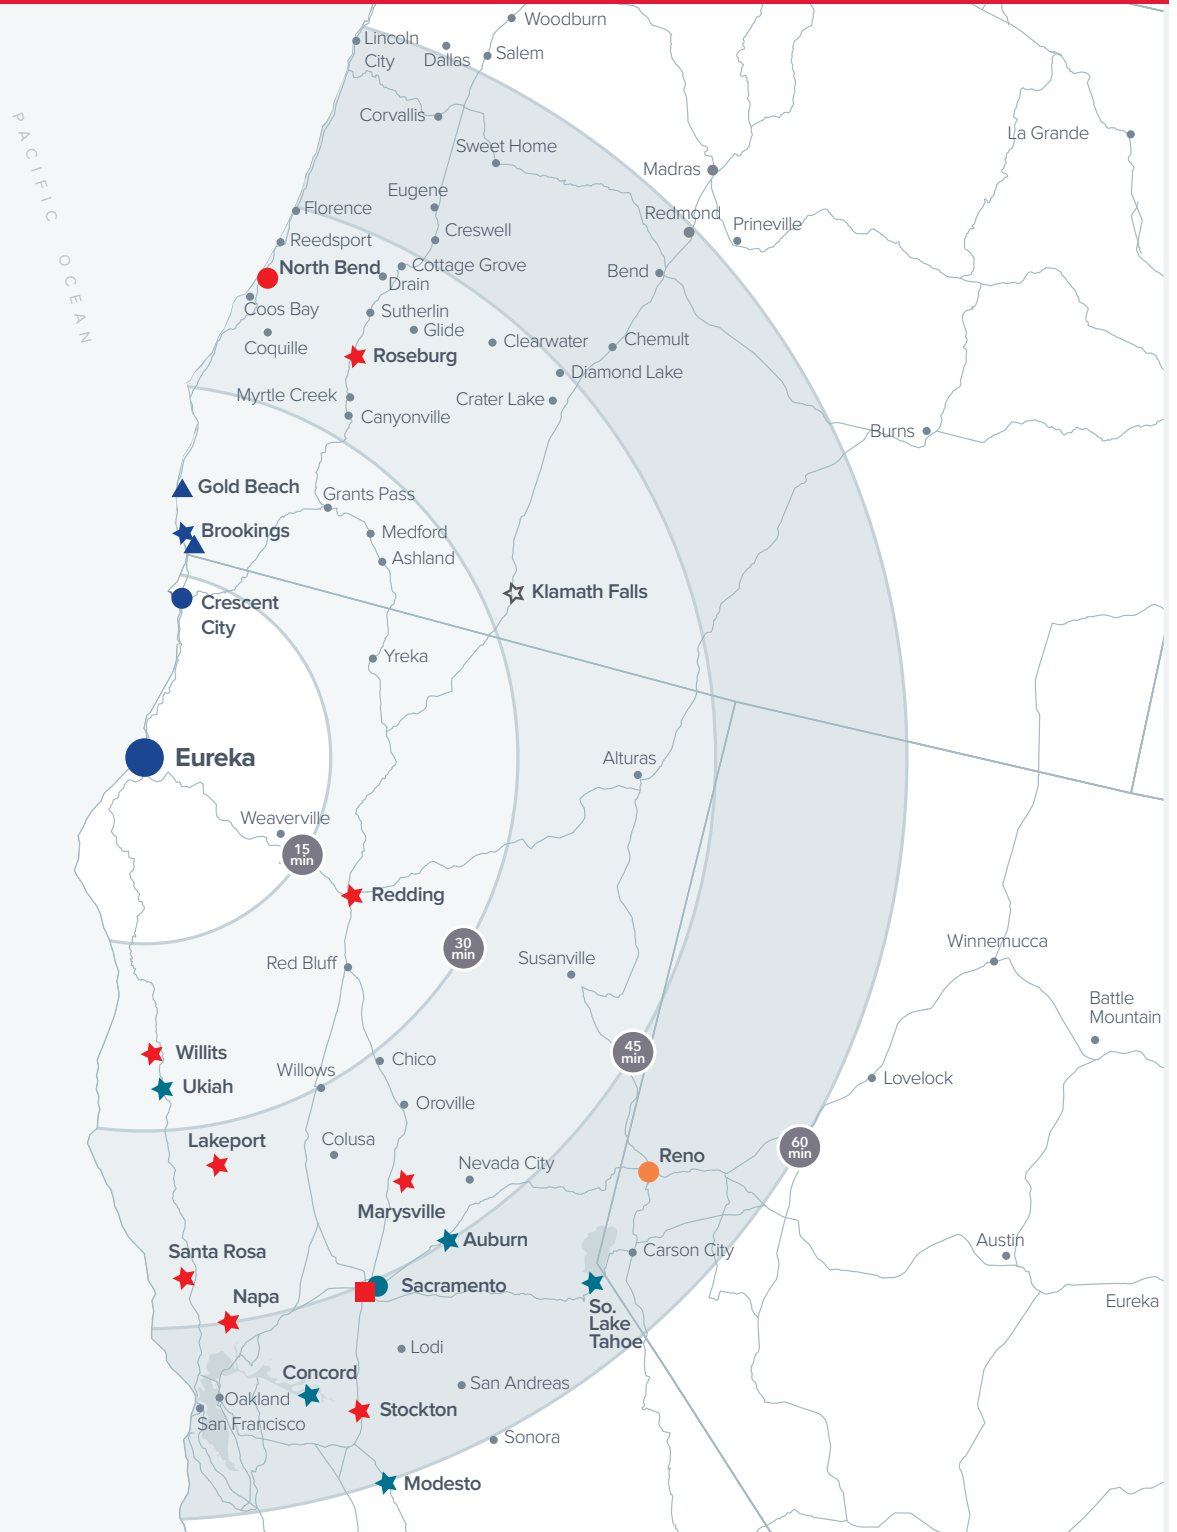 Woodburn
Lincoln
City
Dallas
Salem
Corvallis
La Grande
Sweet Home
Madras
PACIFIC OCEAN
Eugene
Florence
Redmond
Prineville
Creswell
Reedsport
North Bend
Cottage Grove
Bend
Drain
Coos Bay
Sutherlin
Glide
Clearwater
Chemult
Coquille
Roseburg
Diamond Lake
Myrtle Creek
Crater Lake
Canyonville
Burns
Gold Beach
Grants Pass
Brookings
Medford
Ashland
Klamath Falls
Crescent
City
Yreka
Eureka
Alturas
Weaverville
15
min
Redding
30
min
Winnemucca
Susanville
Red Bluff
Battle
Mountain
45
min
Willits
Chico
Willows
Lovelock
Ukiah
Oroville
Lakeport
Colusa
60
min
Reno
Nevada City
Marysville
Auburn
Austin
Santa Rosa
Carson City
Sacramento
Napa
Eureka
So.
Lake
Tahoe
Lodi
Concord
San Andreas
Oakland
Stockton
San Francisco
Sonora
Modesto